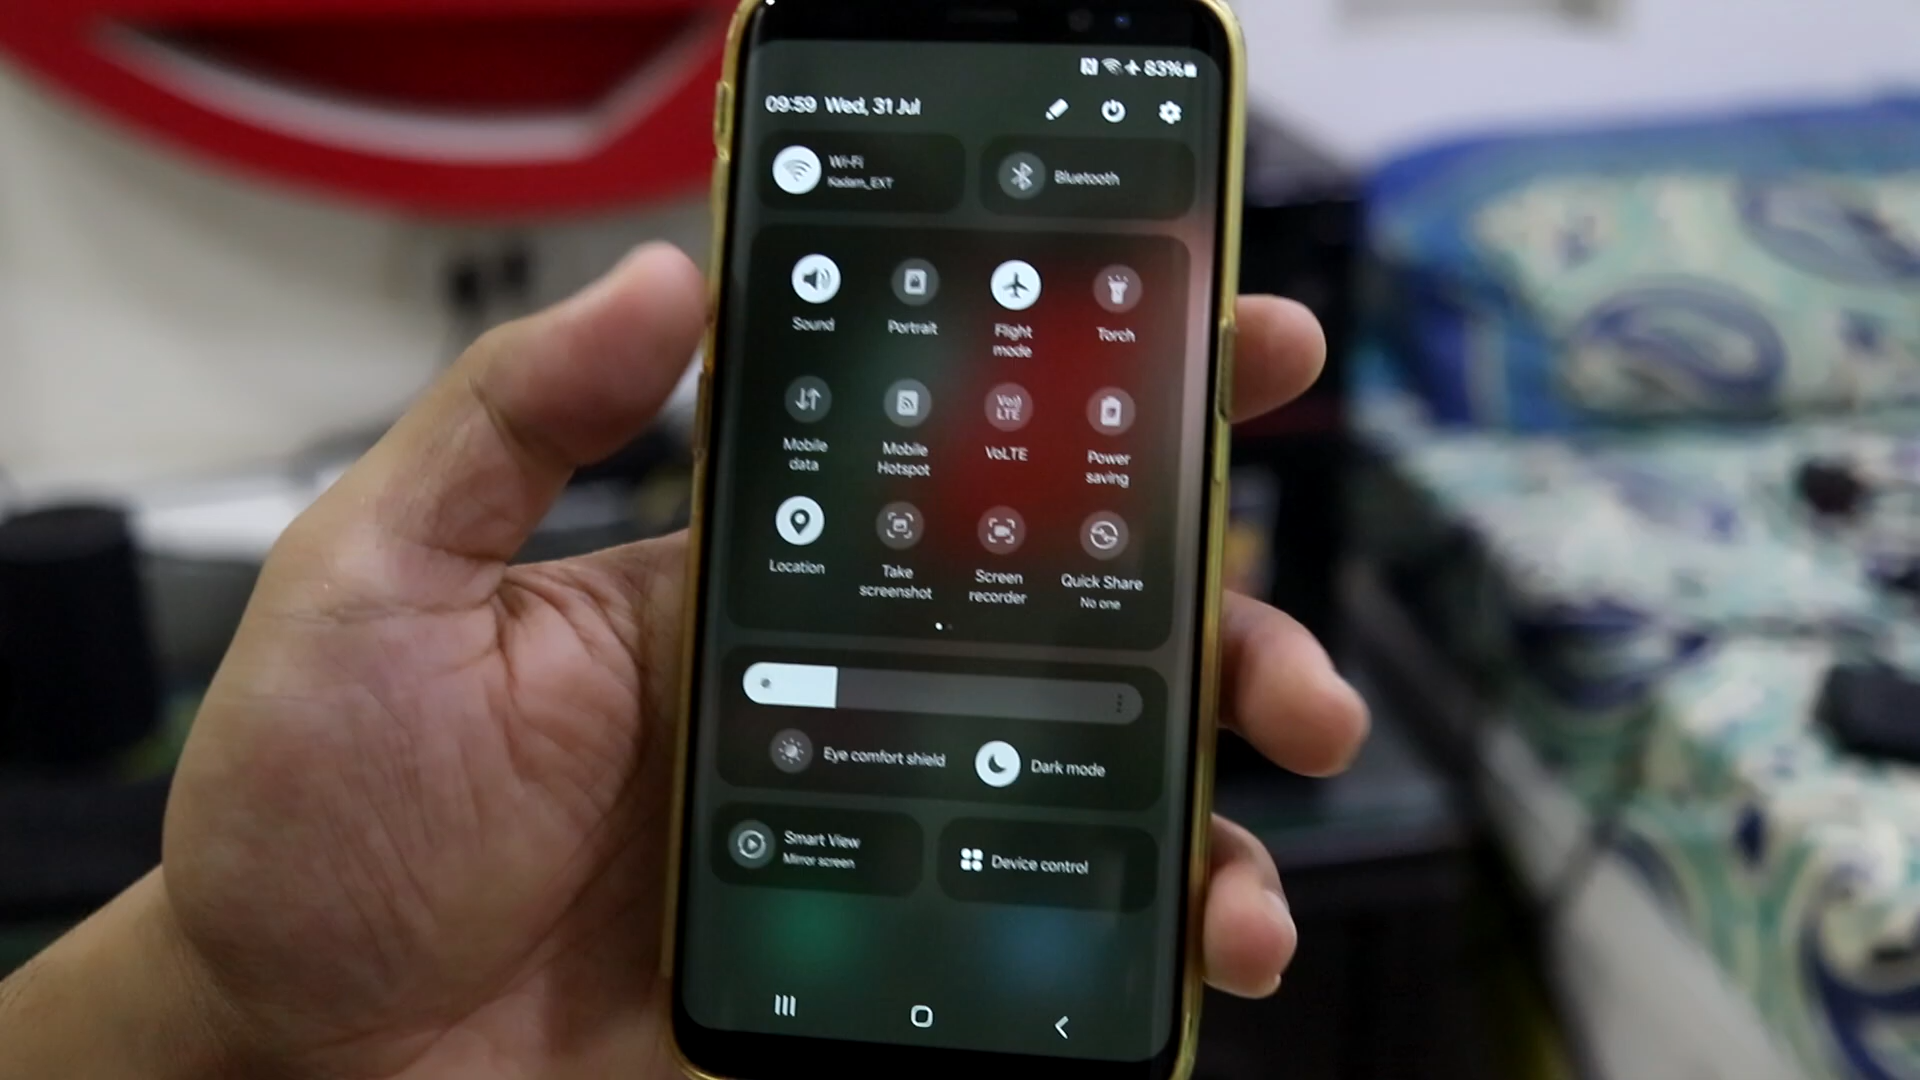 83%
09:59 Wed, 31 Jul
Wi-Fi
Kadam_EXT
Bluetooth
Sound
Portrait
Flight
mode
Torch
Mobile
data
Mobile
Hotspot
Vo))
LTE
VoLTE
Power
saving
Location
Take
screenshot
Screen
recorder
Quick Share
No one
Eye comfort shield
Dark mode
Smart View
Mirror screen
Device control